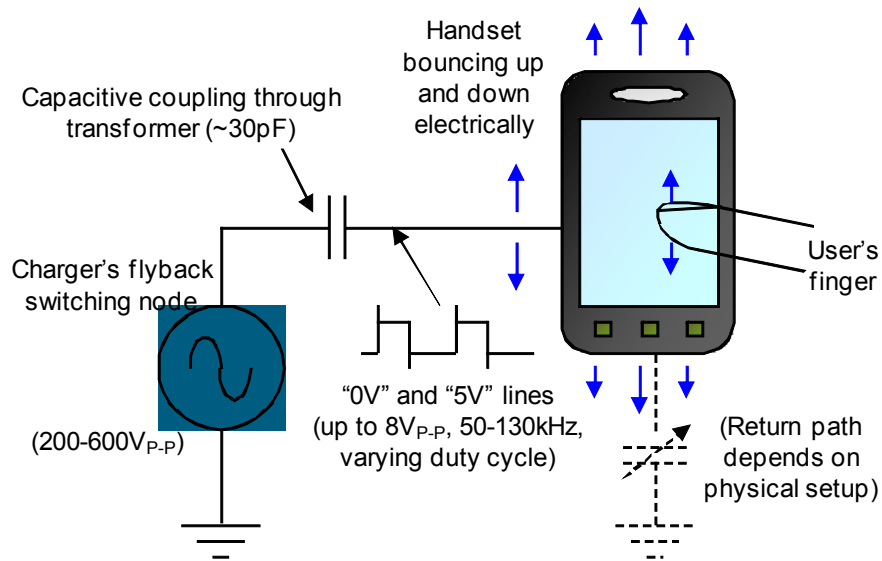 Handset
bouncing up
and down
electrically
Capacitive coupling through
transformer (~30pF)
Charger's flyback
switching node
User's
finger
"0V" and "5V" lines
(up to 8VP-P, 50-130kHz,
varying duty cycle)
(200-600VP-P)
(Return path
depends on
physical setup)